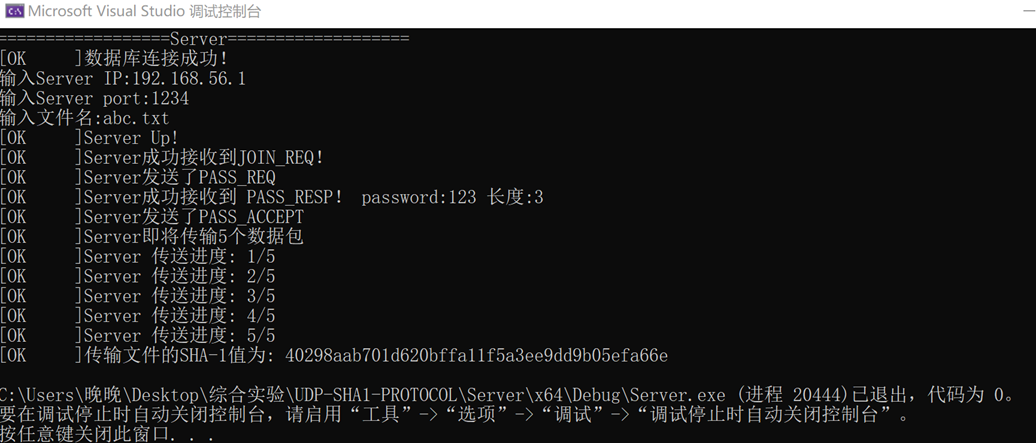 C:\ Microsoft Visual Studio 调试控制台
==================Server===================
[OK     ]数据库连接成功!
输入Server IP:192.168.56.1
输入Server port:1234
输入文件名:abc.txt
[OK     ]Server Up!
[OK     ]Server成功接收到JOIN_REQ!
[OK     ]Server发送了PASS_REQ
[OK     ]Server成功接收到 PASS_RESP!  password:123 长度:3
[OK     ]Server发送了PASS_ACCEPT
[OK     ]Server即将传输5个数据包
[OK     ]Server 传送进度: 1/5
[OK     ]Server 传送进度: 2/5
[OK     ]Server 传送进度: 3/5
[OK     ]Server 传送进度: 4/5
[OK     ]Server 传送进度: 5/5
[OK     ]传输文件的SHA-1值为: 40298aab701d620bffa11f5a3ee9dd9b05efa66e
C:\Users\晚晚\Desktop\综合实验\UDP-SHA1-PROTOCOL\Server\x64\Debug\Server.exe (进程 20444)已退出，代码为 0。
要在调试停止时自动关闭控制台，请启用“工具”->“选项”->“调试”->“调试停止时自动关闭控制台”。
按任意键关闭此窗口. . .